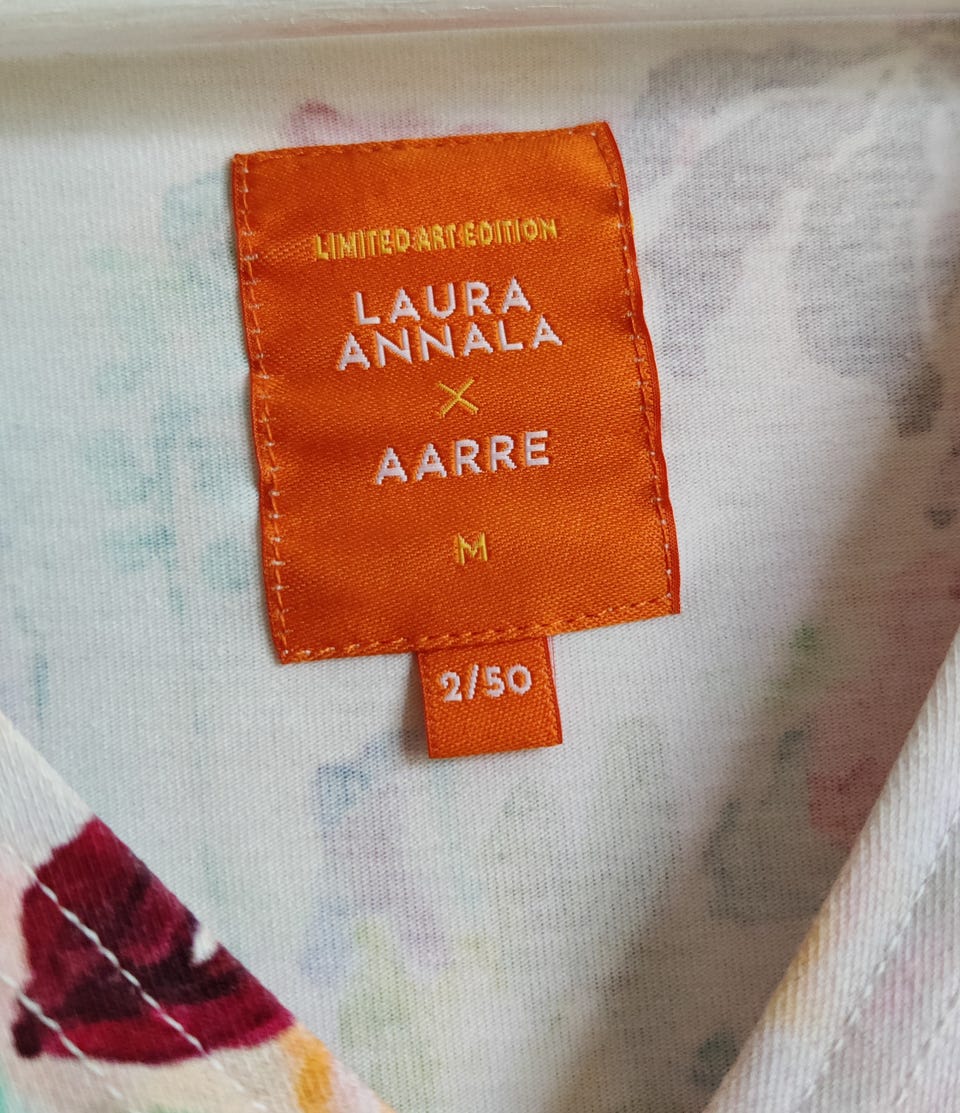 LIMITED ART EDITION
LAURA
ANNALA
X
AARRE
M
2/50